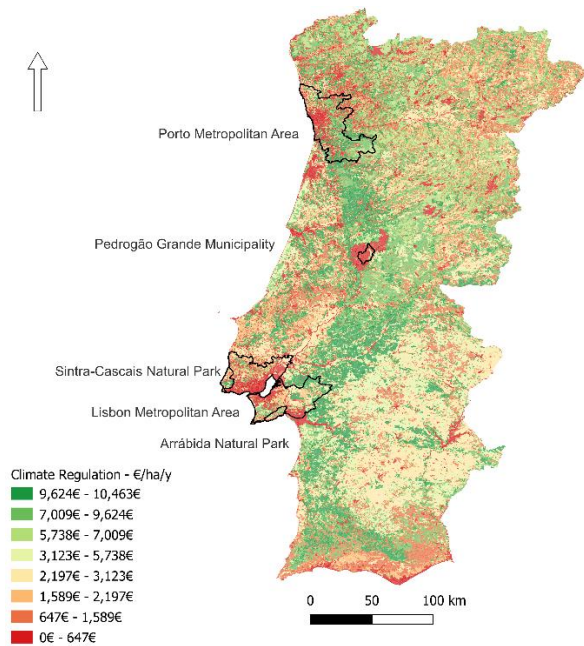 Porto Metropolitan Area
Pedrogão Grande Municipality
Sintra-Cascais Natural Park
Lisbon Metropolitan Area
Arrábida Natural Park
Climate Regulation - €/ha/y
9,624€ - 10,463€
7,009€ - 9,624€
5,738€ - 7,009€
3,123€ - 5,738€
2,197€ - 3,123€
1,589€ - 2,197€
647€ - 1,589€
0€ - 647€
0 50 100 km